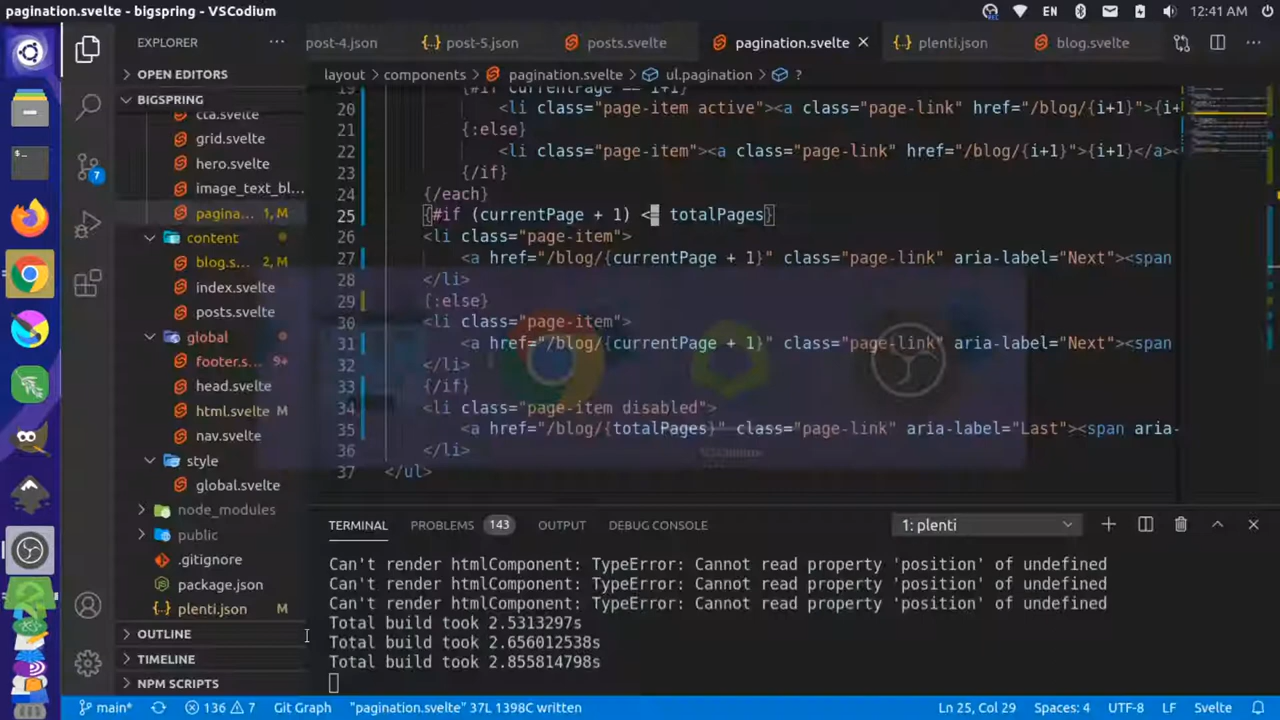 pagination.svelte - bigspring - VSCodium
EN
12:41 AM
EXPLORER
post-4.json
post-5.json
posts.svelte
pagination.svelte
plenti.json
blog.svelte
OPEN EDITORS
layout > components > pagination.svelte > ul.pagination > ?
BIGSPRING
cta.svelte
grid.svelte
hero.svelte
image_text_bl...
pagina... 1, M
content
blog.s... 2, M
index.svelte
posts.svelte
global
footer.s... 9+
head.svelte
html.svelte M
nav.svelte
style
global.svelte
node_modules
public
.gitignore
package.json
plenti.json M
OUTLINE
TIMELINE
NPM SCRIPTS
19 {#if currentPage == i+1}
20 <li class="page-item active"><a class="page-link" href="/blog/{i+1}">{i+
21 {:else}
22 <li class="page-item"><a class="page-link" href="/blog/{i+1}">{i+1}</a><
23 {/if}
24 {/each}
25 {#if (currentPage + 1) <= totalPages}
26 <li class="page-item">
27 <a href="/blog/{currentPage + 1}" class="page-link" aria-label="Next"><span
28 </li>
29 {:else}
30 <li class="page-item">
31 <a href="/blog/{currentPage + 1}" class="page-link" aria-label="Next"><span
32 </li>
33 {/if}
34 <li class="page-item disabled">
35 <a href="/blog/{totalPages}" class="page-link" aria-label="Last"><span aria-
36 </li>
37 </ul>
TERMINAL
PROBLEMS 143
OUTPUT
DEBUG CONSOLE
1: plenti
Can't render htmlComponent: TypeError: Cannot read property 'position' of undefined
Can't render htmlComponent: TypeError: Cannot read property 'position' of undefined
Can't render htmlComponent: TypeError: Cannot read property 'position' of undefined
Total build took 2.5313297s
Total build took 2.656012538s
Total build took 2.855814798s
7
main*
136 7
Git Graph
"pagination.svelte" 37L 1398C written
Ln 25, Col 29
Spaces: 4
UTF-8
LF
Svelte